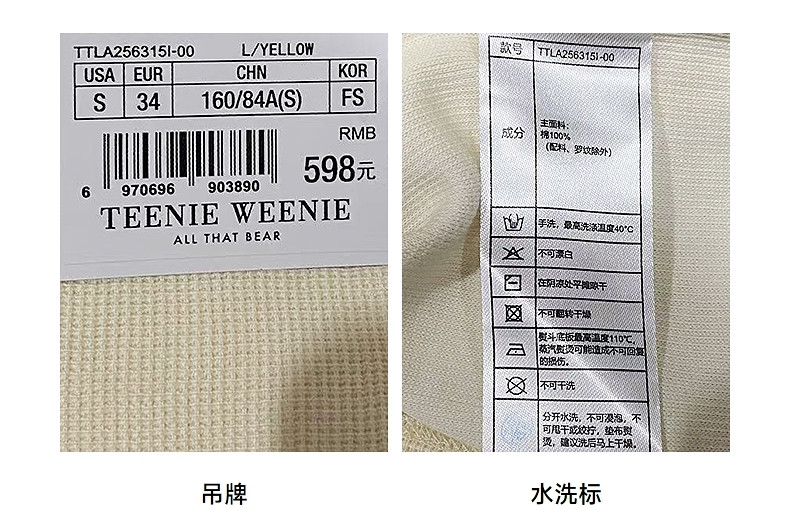 TTLA256315I-00 L/YELLOW
USA EUR CHN KOR
S 34 160/84A(S) FS
RMB
598元
6 970696 903890
TEENIE WEENIE
ALL THAT BEAR
吊牌
款号 TTLA256315I-00
成分
主面料：
棉100%
（配料、罗纹除外）
手洗，最高洗涤温度40°C
不可漂白
在阴凉处平摊晾干
不可翻转干燥
熨斗底板最高温度110℃，
蒸汽熨烫可能造成不可回复
的损伤。
不可干洗
分开水洗，不可浸泡，不
可甩干或绞拧，垫布熨
烫，建议洗后马上干燥。
水洗标